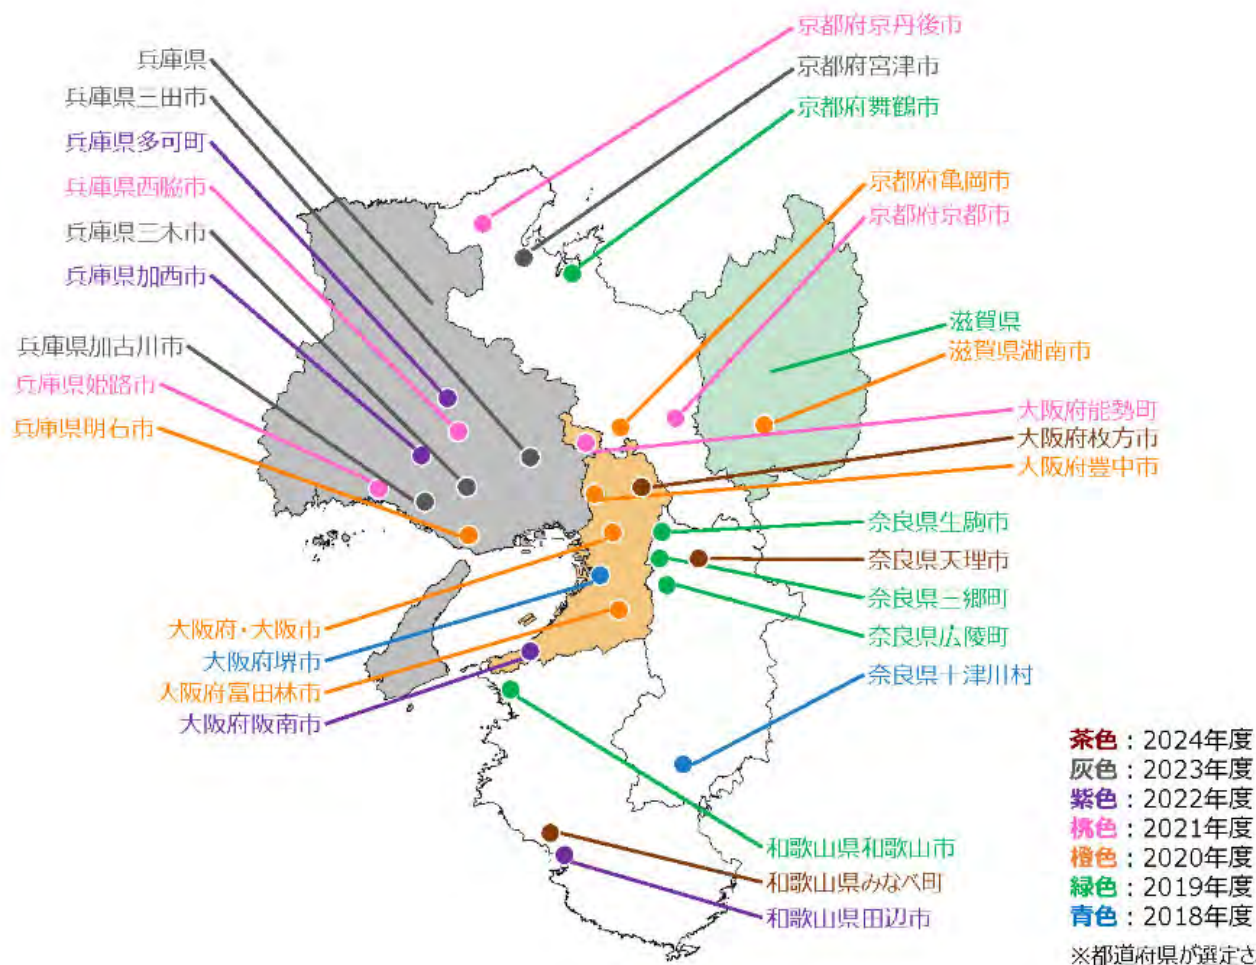 京都府京丹後市
兵庫県
京都府宮津市
兵庫県三田市
京都府舞鶴市
兵庫県多可町
兵庫県西脇市
京都府亀岡市
京都府京都市
兵庫県三木市
兵庫県加西市
滋賀県
兵庫県加古川市
滋賀県湖南市
兵庫県姫路市
大阪府能勢町
兵庫県明石市
大阪府枚方市
大阪府豊中市
奈良県生駒市
奈良県天理市
奈良県三郷町
大阪府・大阪市
奈良県広陵町
大阪府堺市
奈良県十津川村
大阪府富田林市
大阪府阪南市
茶色：2024年度
灰色：2023年度
紫色：2022年度
桃色：2021年度
橙色：2020年度
緑色：2019年度
青色：2018年度
和歌山県和歌山市
和歌山県みなべ町
和歌山県田辺市
※都道府県が選定さ